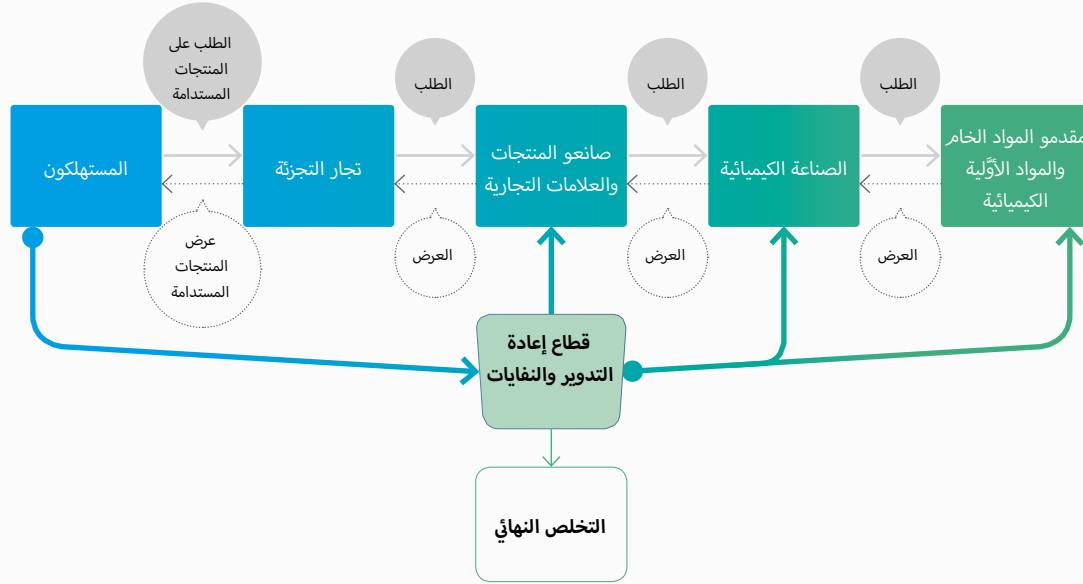 الطلب على
المنتجات
المستدامة
الطلب
الطلب
الطلب
المستهلكون
تجار التجزئة
صانعو المنتجات
والعلامات التجارية
الصناعة الكيميائية
مقدمو المواد الخام
والمواد الأوَّلية
الكيميائية
عرض
المنتجات
المستدامة
العرض
العرض
العرض
قطاع إعادة
التدوير والنفايات
التخلص النهائي